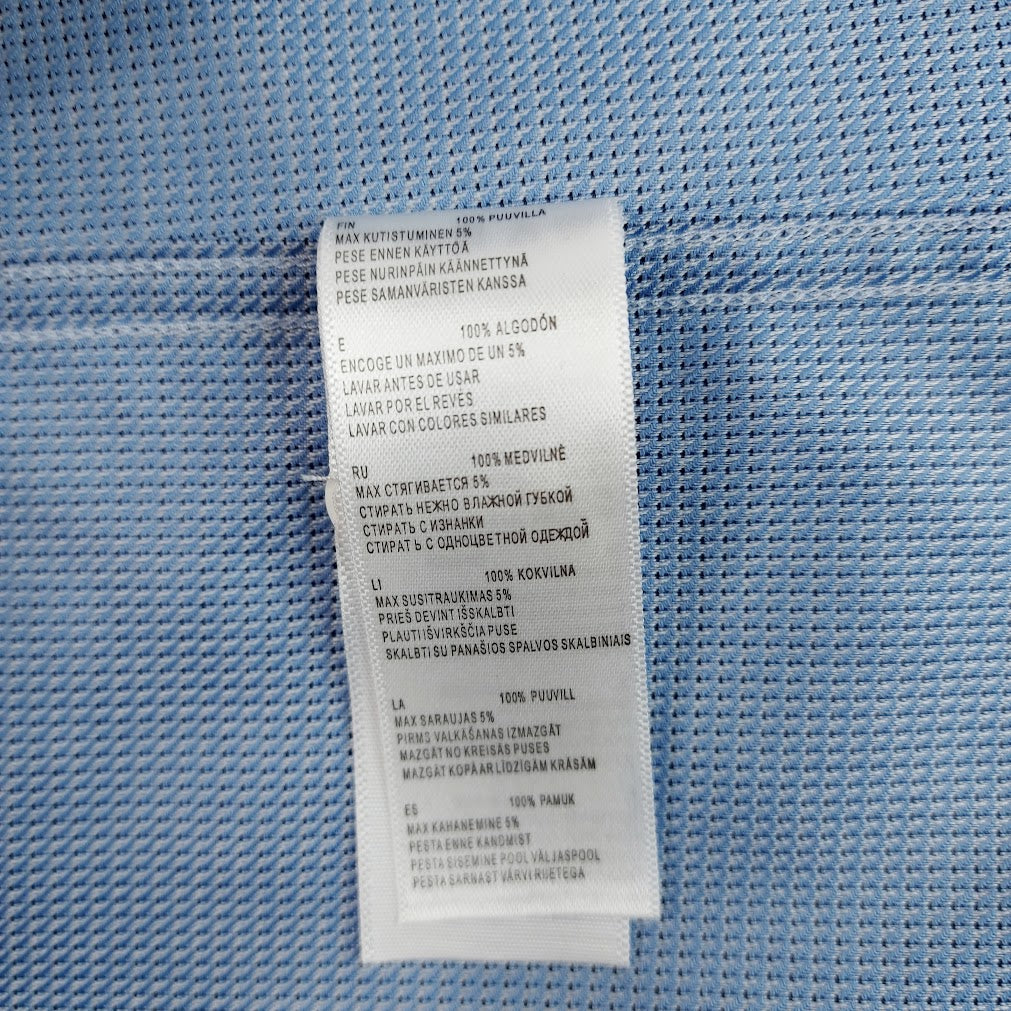 FIN 100% PUUVILLA
MAX KUTISTUMINEN 5%
PESE ENNEN KÄYTTÖÄ
PESE NURINPÄIN KÄÄNNETTYNÄ
PESE SAMANVÄRISTEN KANSSA
E 100% ALGODÓN
ENCOGE UN MAXIMO DE UN 5%
LAVAR ANTES DE USAR
LAVAR POR EL REVÉS
LAVAR CON COLORES SIMILARES
RU 100% MEDVILNĖ
MAX СТЯГИВАЕТСЯ 5%
СТИРАТЬ НЕЖНО ВЛАЖНОЙ ГУБКОЙ
СТИРАТЬ С ИЗНАНКИ
СТИРАТЬ С ОДНОЦВЕТНОЙ ОДЕЖДОЙ
LI 100% KOKVILNA
MAX SUSITRAUKIMAS 5%
PRIEŠ DEVINT IŠSKALBTI
PLAUTI IŠVIRKŠČIA PUSE
SKALBTI SU PANAŠIOS SPALVOS SKALBINIAIS
LA 100% PUUVILL
MAX SARAUJAS 5%
PIRMS VALKĀŠANAS IZMAZGĀT
MAZGĀT NO KREISĀS PUSES
MAZGĀT KOPĀ AR LĪDZĪGĀM KRĀSĀM
ES 100% PAMUK
MAX KAHANEMINE 5%
PESTA ENNE KANDMIST
PESTA SISEMINE POOL VÄLJASPOOL
PESTA SARNAST VÄRVI RIIETEGA